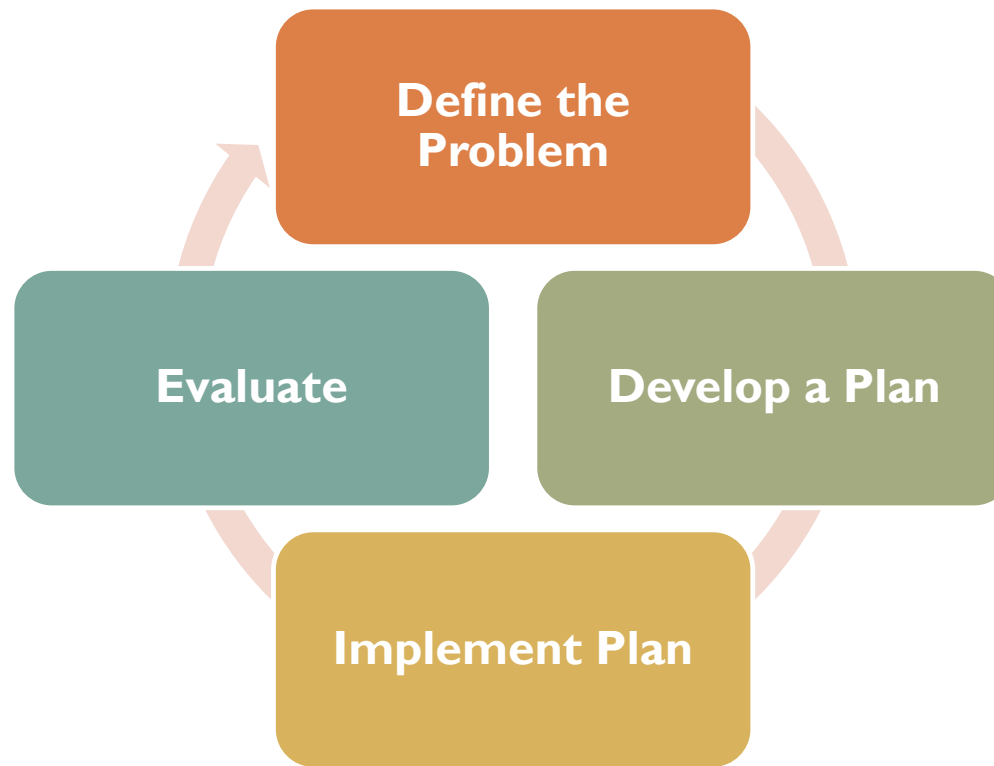 Define the
Problem
Develop a Plan
Implement Plan
Evaluate